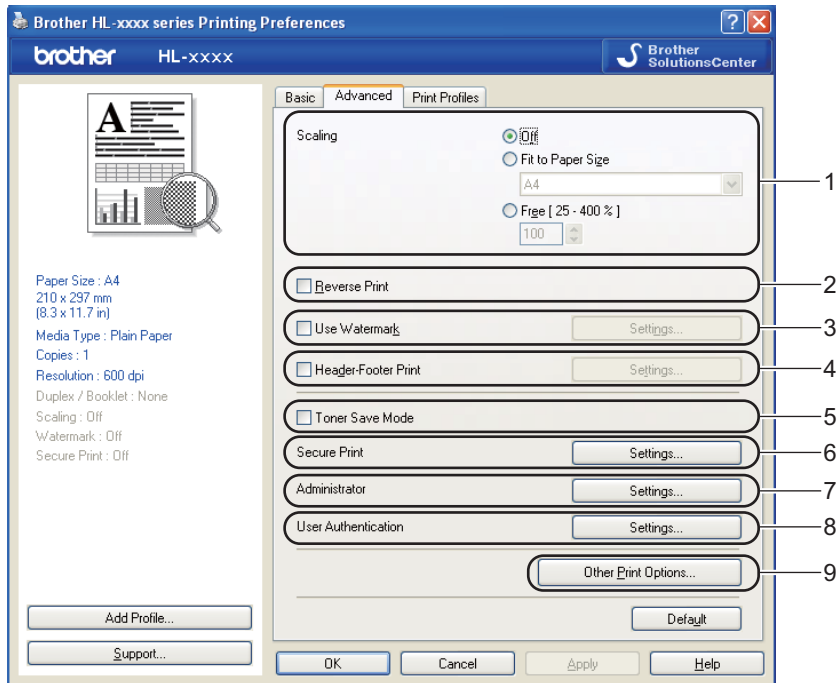 Brother HL-xxxx series Printing Preferences
brother HL-xxxx
Brother
SolutionsCenter
A
Paper Size : A4
210 x 297 mm
(8.3 x 11.7 in)
Media Type : Plain Paper
Copies : 1
Resolution : 600 dpi
Duplex / Booklet : None
Scaling : Off
Watermark : Off
Secure Print : Off
Add Profile...
Support...
Basic Advanced Print Profiles
Scaling
Off
Fit to Paper Size
A4
Free [ 25 - 400 % ]
100
1
Reverse Print
2
Use Watermark Settings...
3
Header-Footer Print Settings...
4
Toner Save Mode
5
Secure Print Settings...
6
Administrator Settings...
7
User Authentication Settings...
8
Other Print Options...
9
Default
OK Cancel Apply Help